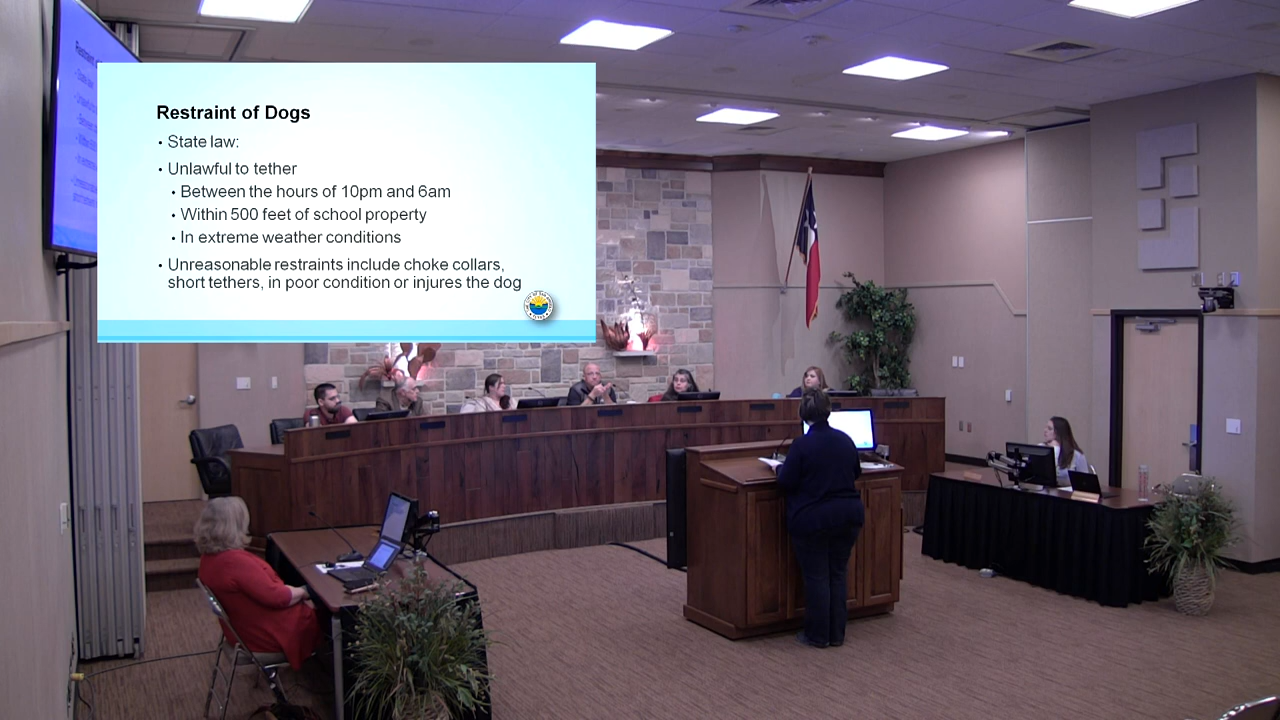 Restraint of Dogs
• State law:
• Unlawful to tether
• Between the hours of 10pm and 6am
• Within 500 feet of school property
• In extreme weather conditions
• Unreasonable restraints include choke collars,
short tethers, in poor condition or injures the dog